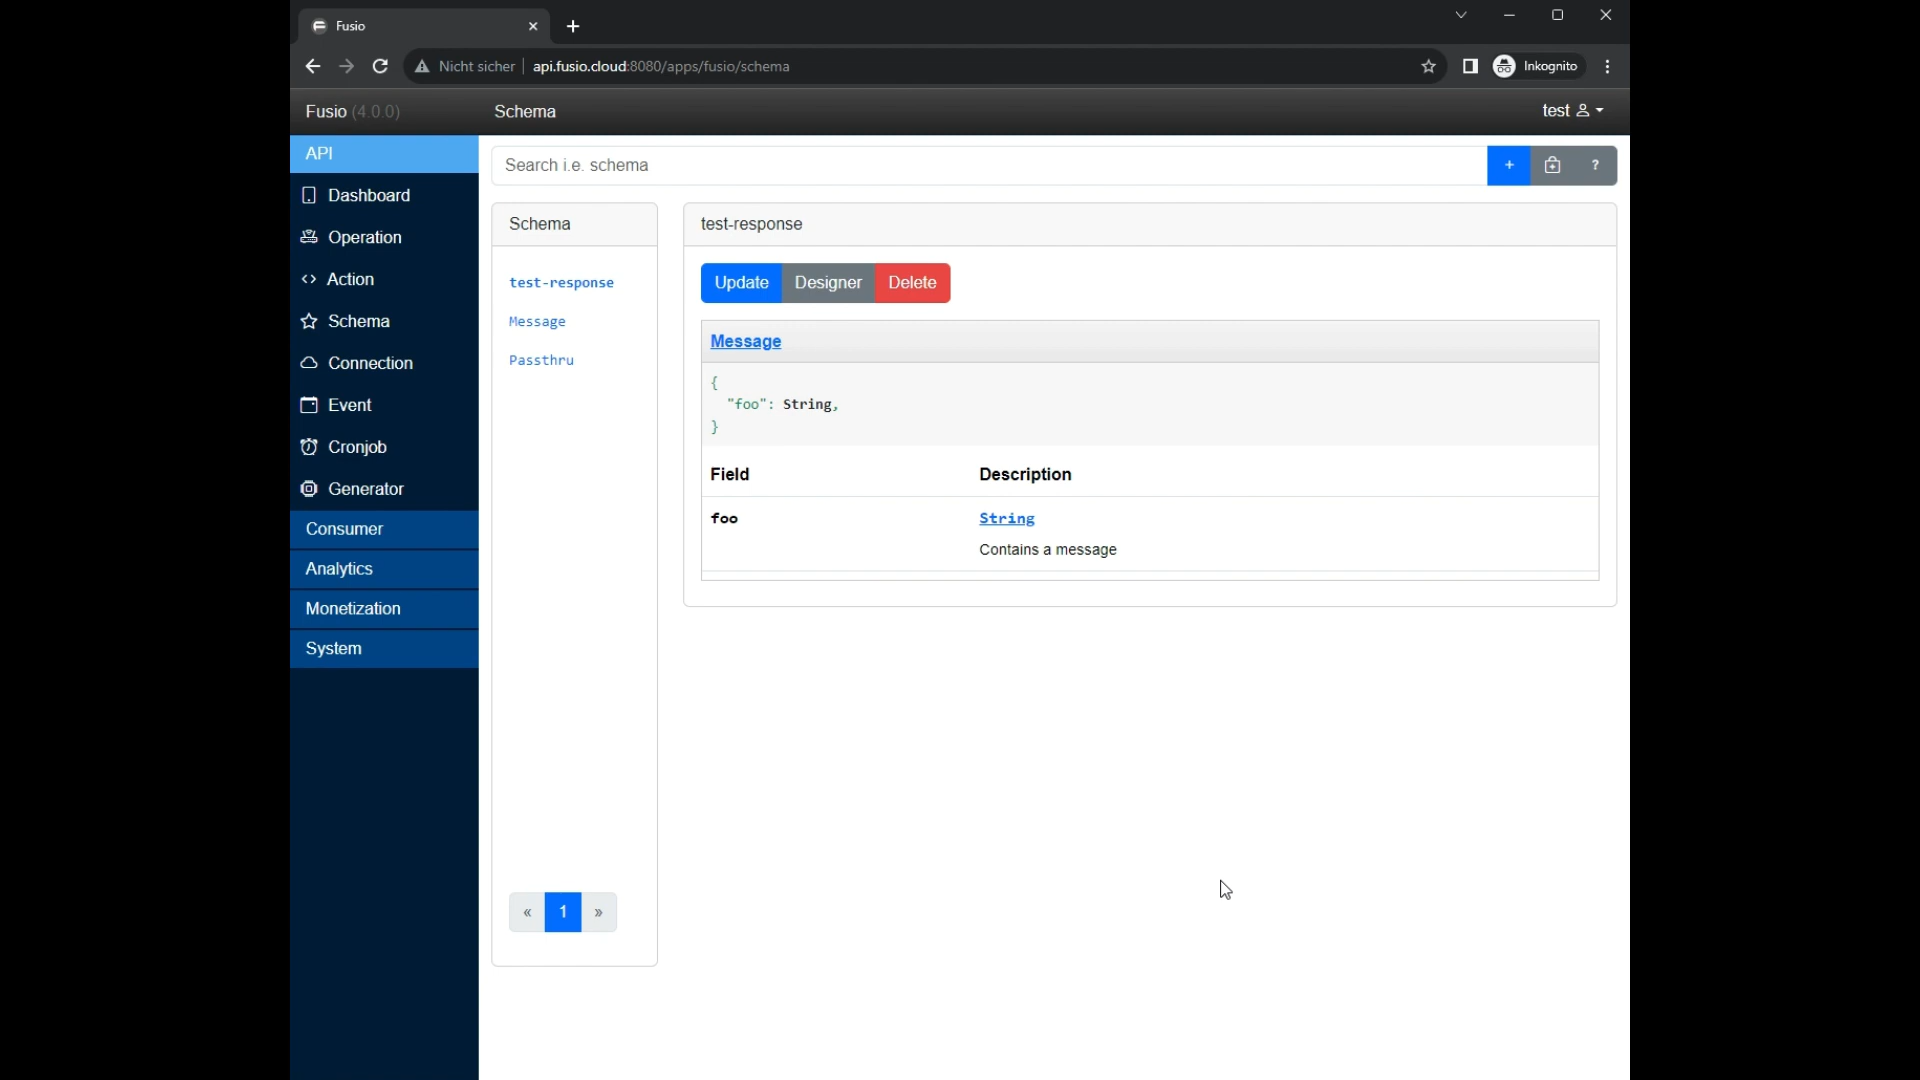 Fusio
Nicht sicher
api.fusio.cloud:8080/apps/fusio/schema
Inkognito
Fusio (4.0.0)
Schema
test
API
Dashboard
Operation
Action
Schema
Connection
Event
Cronjob
Generator
Consumer
Analytics
Monetization
System
Search i.e. schema
+
?
Schema
test-response
Message
Passthru
« 1 »
test-response
Update Designer Delete
Message
{
"foo": String,
}
Field Description
foo String
Contains a message